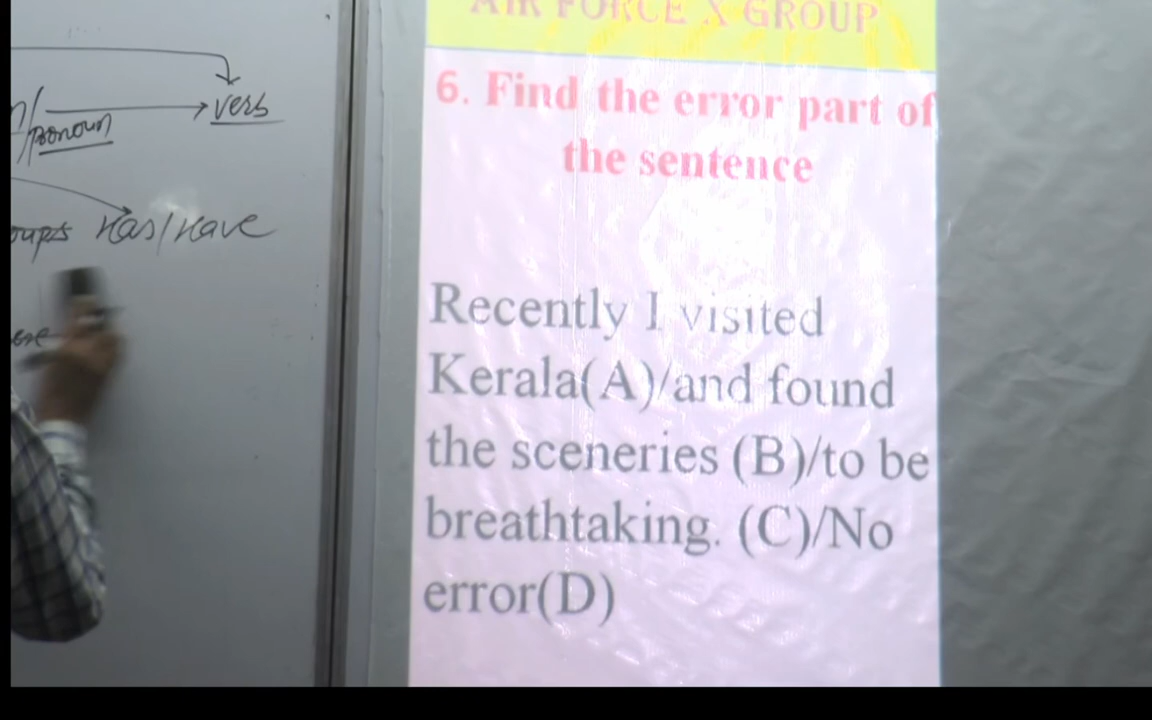 verb
pronoun
Has/Have
AIR FORCE X GROUP
6. Find the error part of
the sentence
Recently I visited
Kerala(A)/and found
the sceneries (B)/to be
breathtaking. (C)/No
error(D)